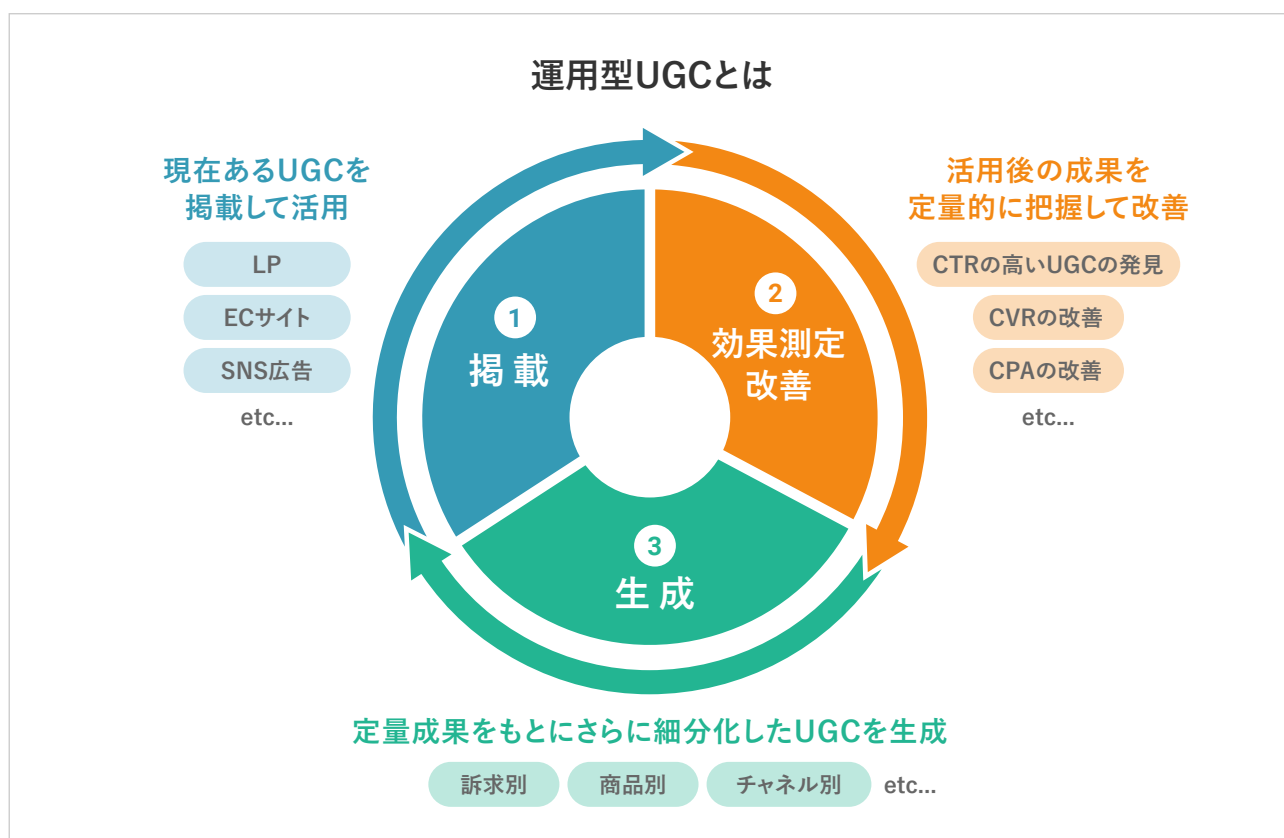 運用型UGCとは
現在あるUGCを
掲載して活用
LP
ECサイト
SNS広告
etc...
1
掲載
活用後の成果を
定量的に把握して改善
CTRの高いUGCの発見
CVRの改善
CPAの改善
etc...
2
効果測定
改善
3
生成
定量成果をもとにさらに細分化したUGCを生成
訴求別 商品別 チャネル別 etc...